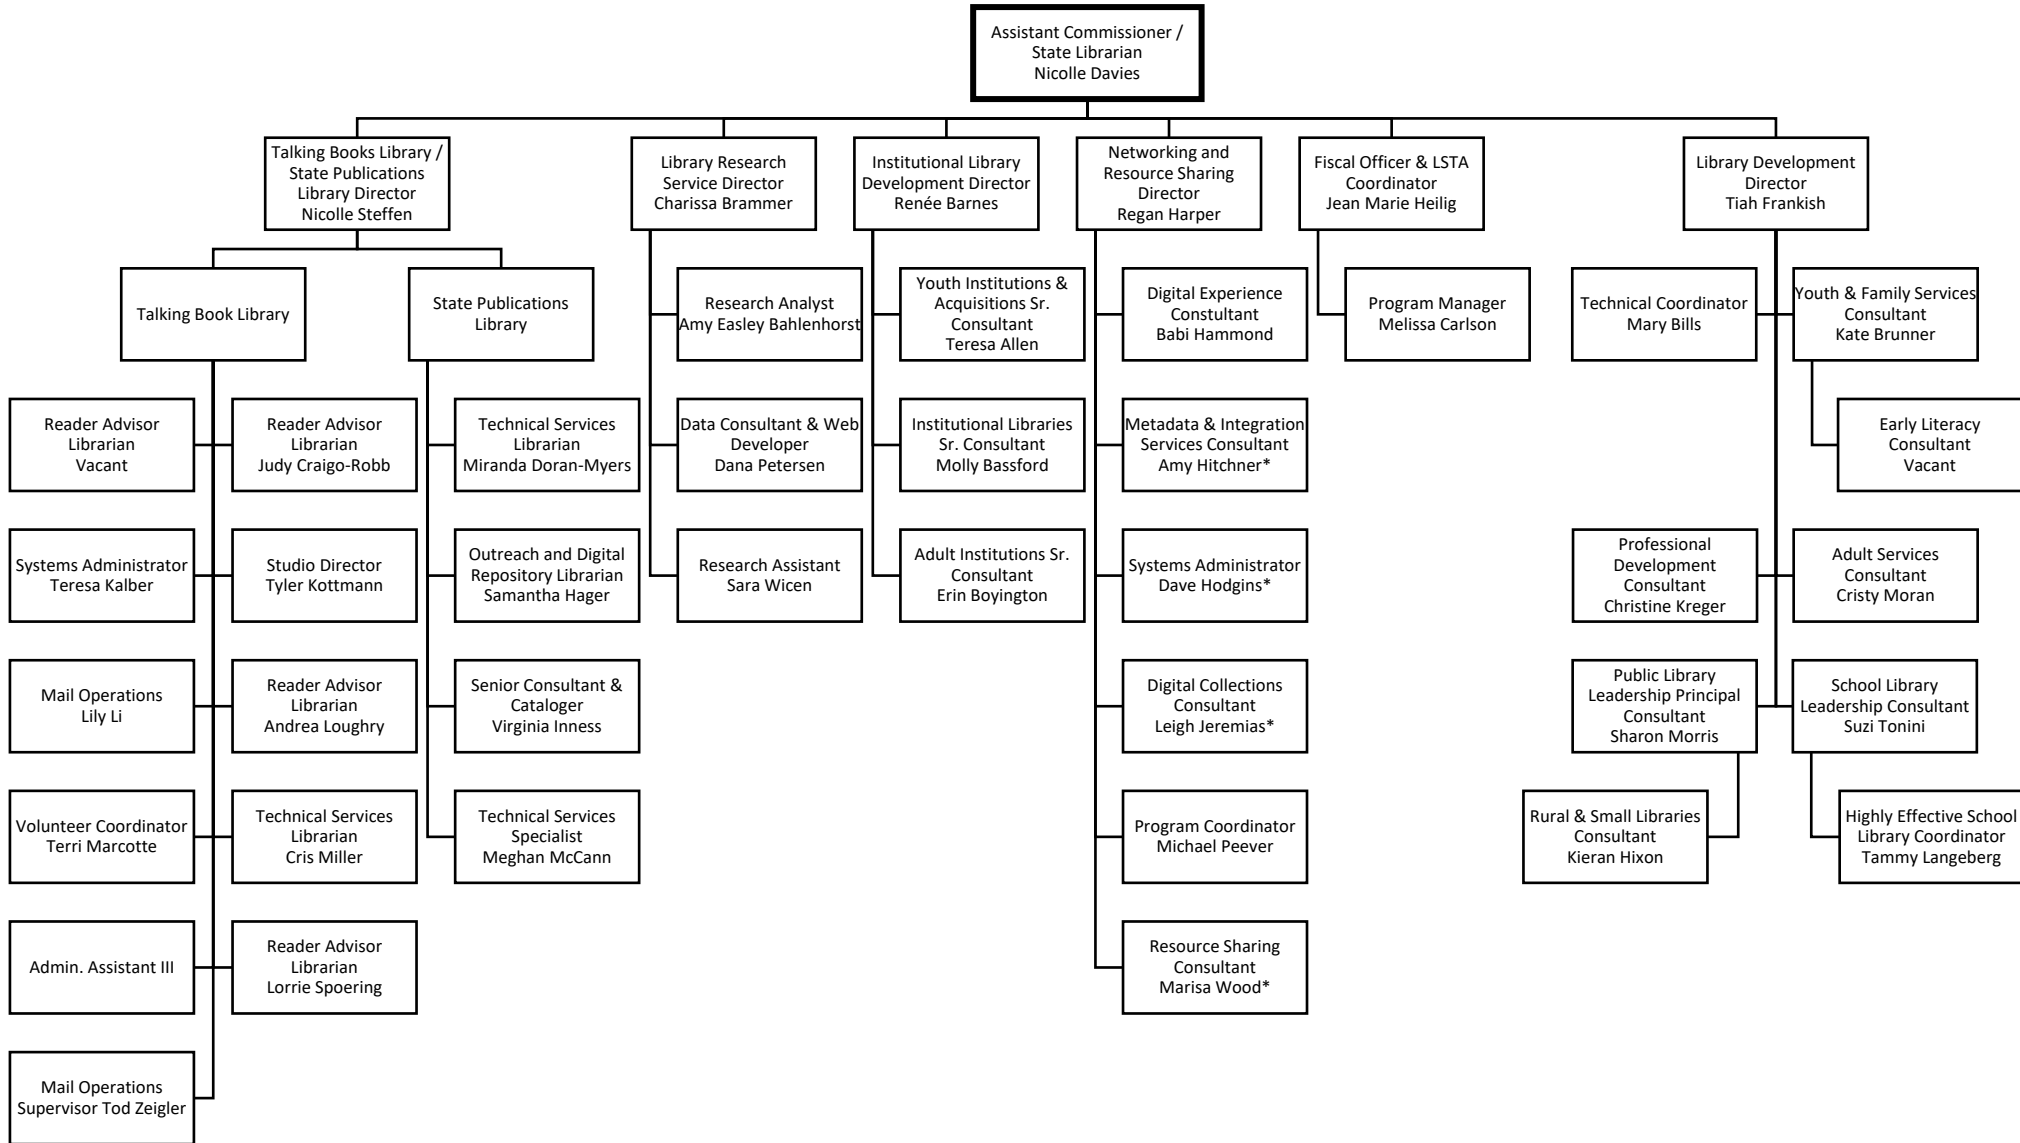 Assistant Commissioner /
State Librarian
Nicolle Davies
Talking Books Library /
State Publications
Library Director
Nicolle Steffen
Library Research
Service Director
Charissa Brammer
Institutional Library
Development Director
Renée Barnes
Networking and
Resource Sharing
Director
Regan Harper
Fiscal Officer & LSTA
Coordinator
Jean Marie Heilig
Library Development
Director
Tiah Frankish
Talking Book Library
State Publications
Library
Research Analyst
Amy Easley Bahlenhorst
Youth Institutions &
Acquisitions Sr.
Consultant
Teresa Allen
Digital Experience
Constultant
Babi Hammond
Program Manager
Melissa Carlson
Technical Coordinator
Mary Bills
Youth & Family Services
Consultant
Kate Brunner
Reader Advisor
Librarian
Vacant
Reader Advisor
Librarian
Judy Craigo-Robb
Technical Services
Librarian
Miranda Doran-Myers
Data Consultant & Web
Developer
Dana Petersen
Institutional Libraries
Sr. Consultant
Molly Bassford
Metadata & Integration
Services Consultant
Amy Hitchner*
Early Literacy
Consultant
Vacant
Systems Administrator
Teresa Kalber
Studio Director
Tyler Kottmann
Outreach and Digital
Repository Librarian
Samantha Hager
Research Assistant
Sara Wicen
Adult Institutions Sr.
Consultant
Erin Boyington
Systems Administrator
Dave Hodgins*
Professional
Development
Consultant
Christine Kreger
Adult Services
Consultant
Cristy Moran
Mail Operations
Lily Li
Reader Advisor
Librarian
Andrea Loughry
Senior Consultant &
Cataloger
Virginia Inness
Digital Collections
Consultant
Leigh Jeremias*
Public Library
Leadership Principal
Consultant
Sharon Morris
School Library
Leadership Consultant
Suzi Tonini
Volunteer Coordinator
Terri Marcotte
Technical Services
Librarian
Cris Miller
Technical Services
Specialist
Meghan McCann
Program Coordinator
Michael Peever
Rural & Small Libraries
Consultant
Kieran Hixon
Highly Effective School
Library Coordinator
Tammy Langeberg
Admin. Assistant III
Reader Advisor
Librarian
Lorrie Spoering
Resource Sharing
Consultant
Marisa Wood*
Mail Operations
Supervisor Tod Zeigler